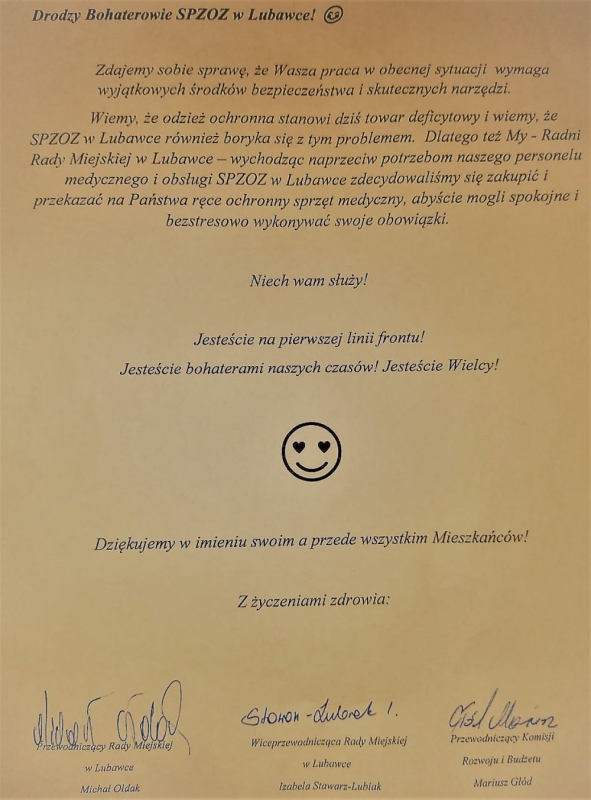 Drodzy Bohaterowie SPZOZ w Lubawce!
Zdajemy sobie sprawę, że Wasza praca w obecnej sytuacji wymaga
wyjątkowych środków bezpieczeństwa i skutecznych narzędzi.
Wiemy, że odzież ochronna stanowi dziś towar deficytowy i wiemy, że
SPZOZ w Lubawce również boryka się z tym problemem. Dlatego też My - Radni
Rady Miejskiej w Lubawce – wychodząc naprzeciw potrzebom naszego personelu
medycznego i obsługi SPZOZ w Lubawce zdecydowaliśmy się zakupić i
przekazać na Państwa ręce ochronny sprzęt medyczny, abyście mogli spokojne i
bezstresowo wykonywać swoje obowiązki.
Niech wam służy!
Jesteście na pierwszej linii frontu!
Jesteście bohaterami naszych czasów! Jesteście Wielcy!
Dziękujemy w imieniu swoim a przede wszystkim Mieszkańców!
Z życzeniami zdrowia:
Przewodniczący Rady Miejskiej
w Lubawce
Michał Oldak
Wiceprzewodnicząca Rady Miejskiej
w Lubawce
Izabela Stawarz-Lubiak
Przewodniczący Komisji
Rozwoju i Budżetu
Mariusz Głód